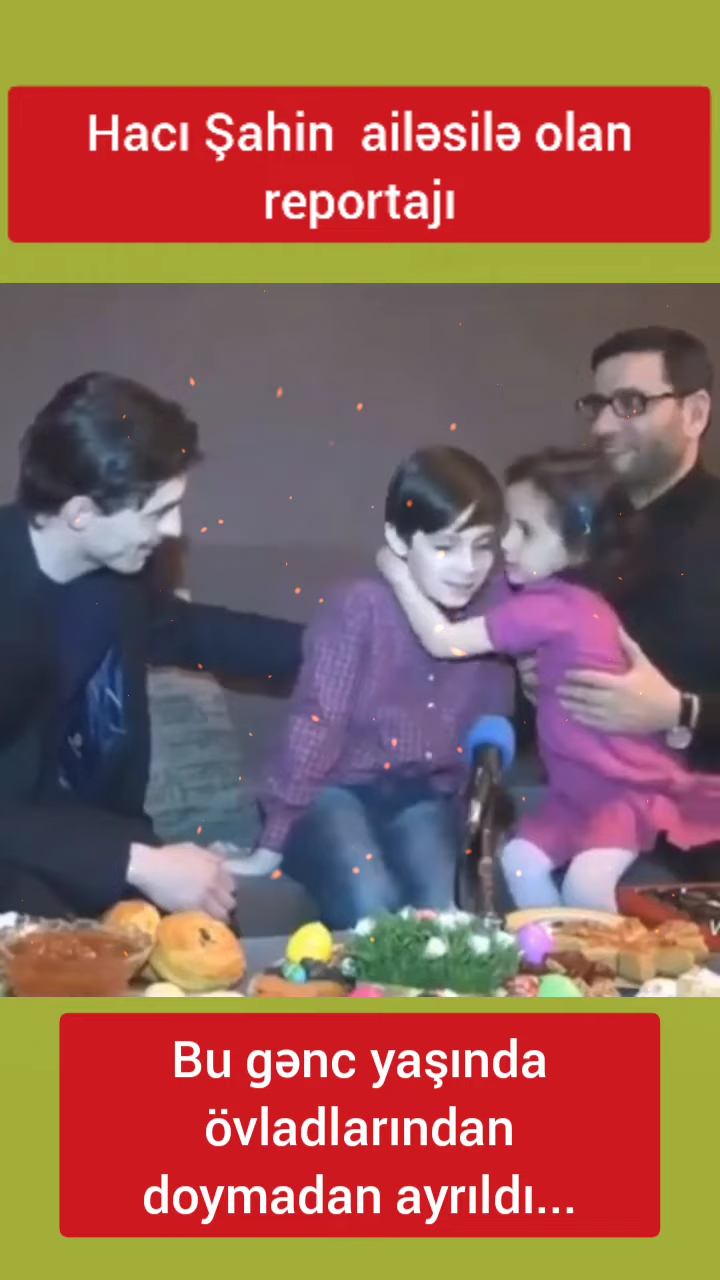 Hacı Şahin ailəsilə olan
reportajı
Bu gənc yaşında
övladlarından
doymadan ayrıldı...